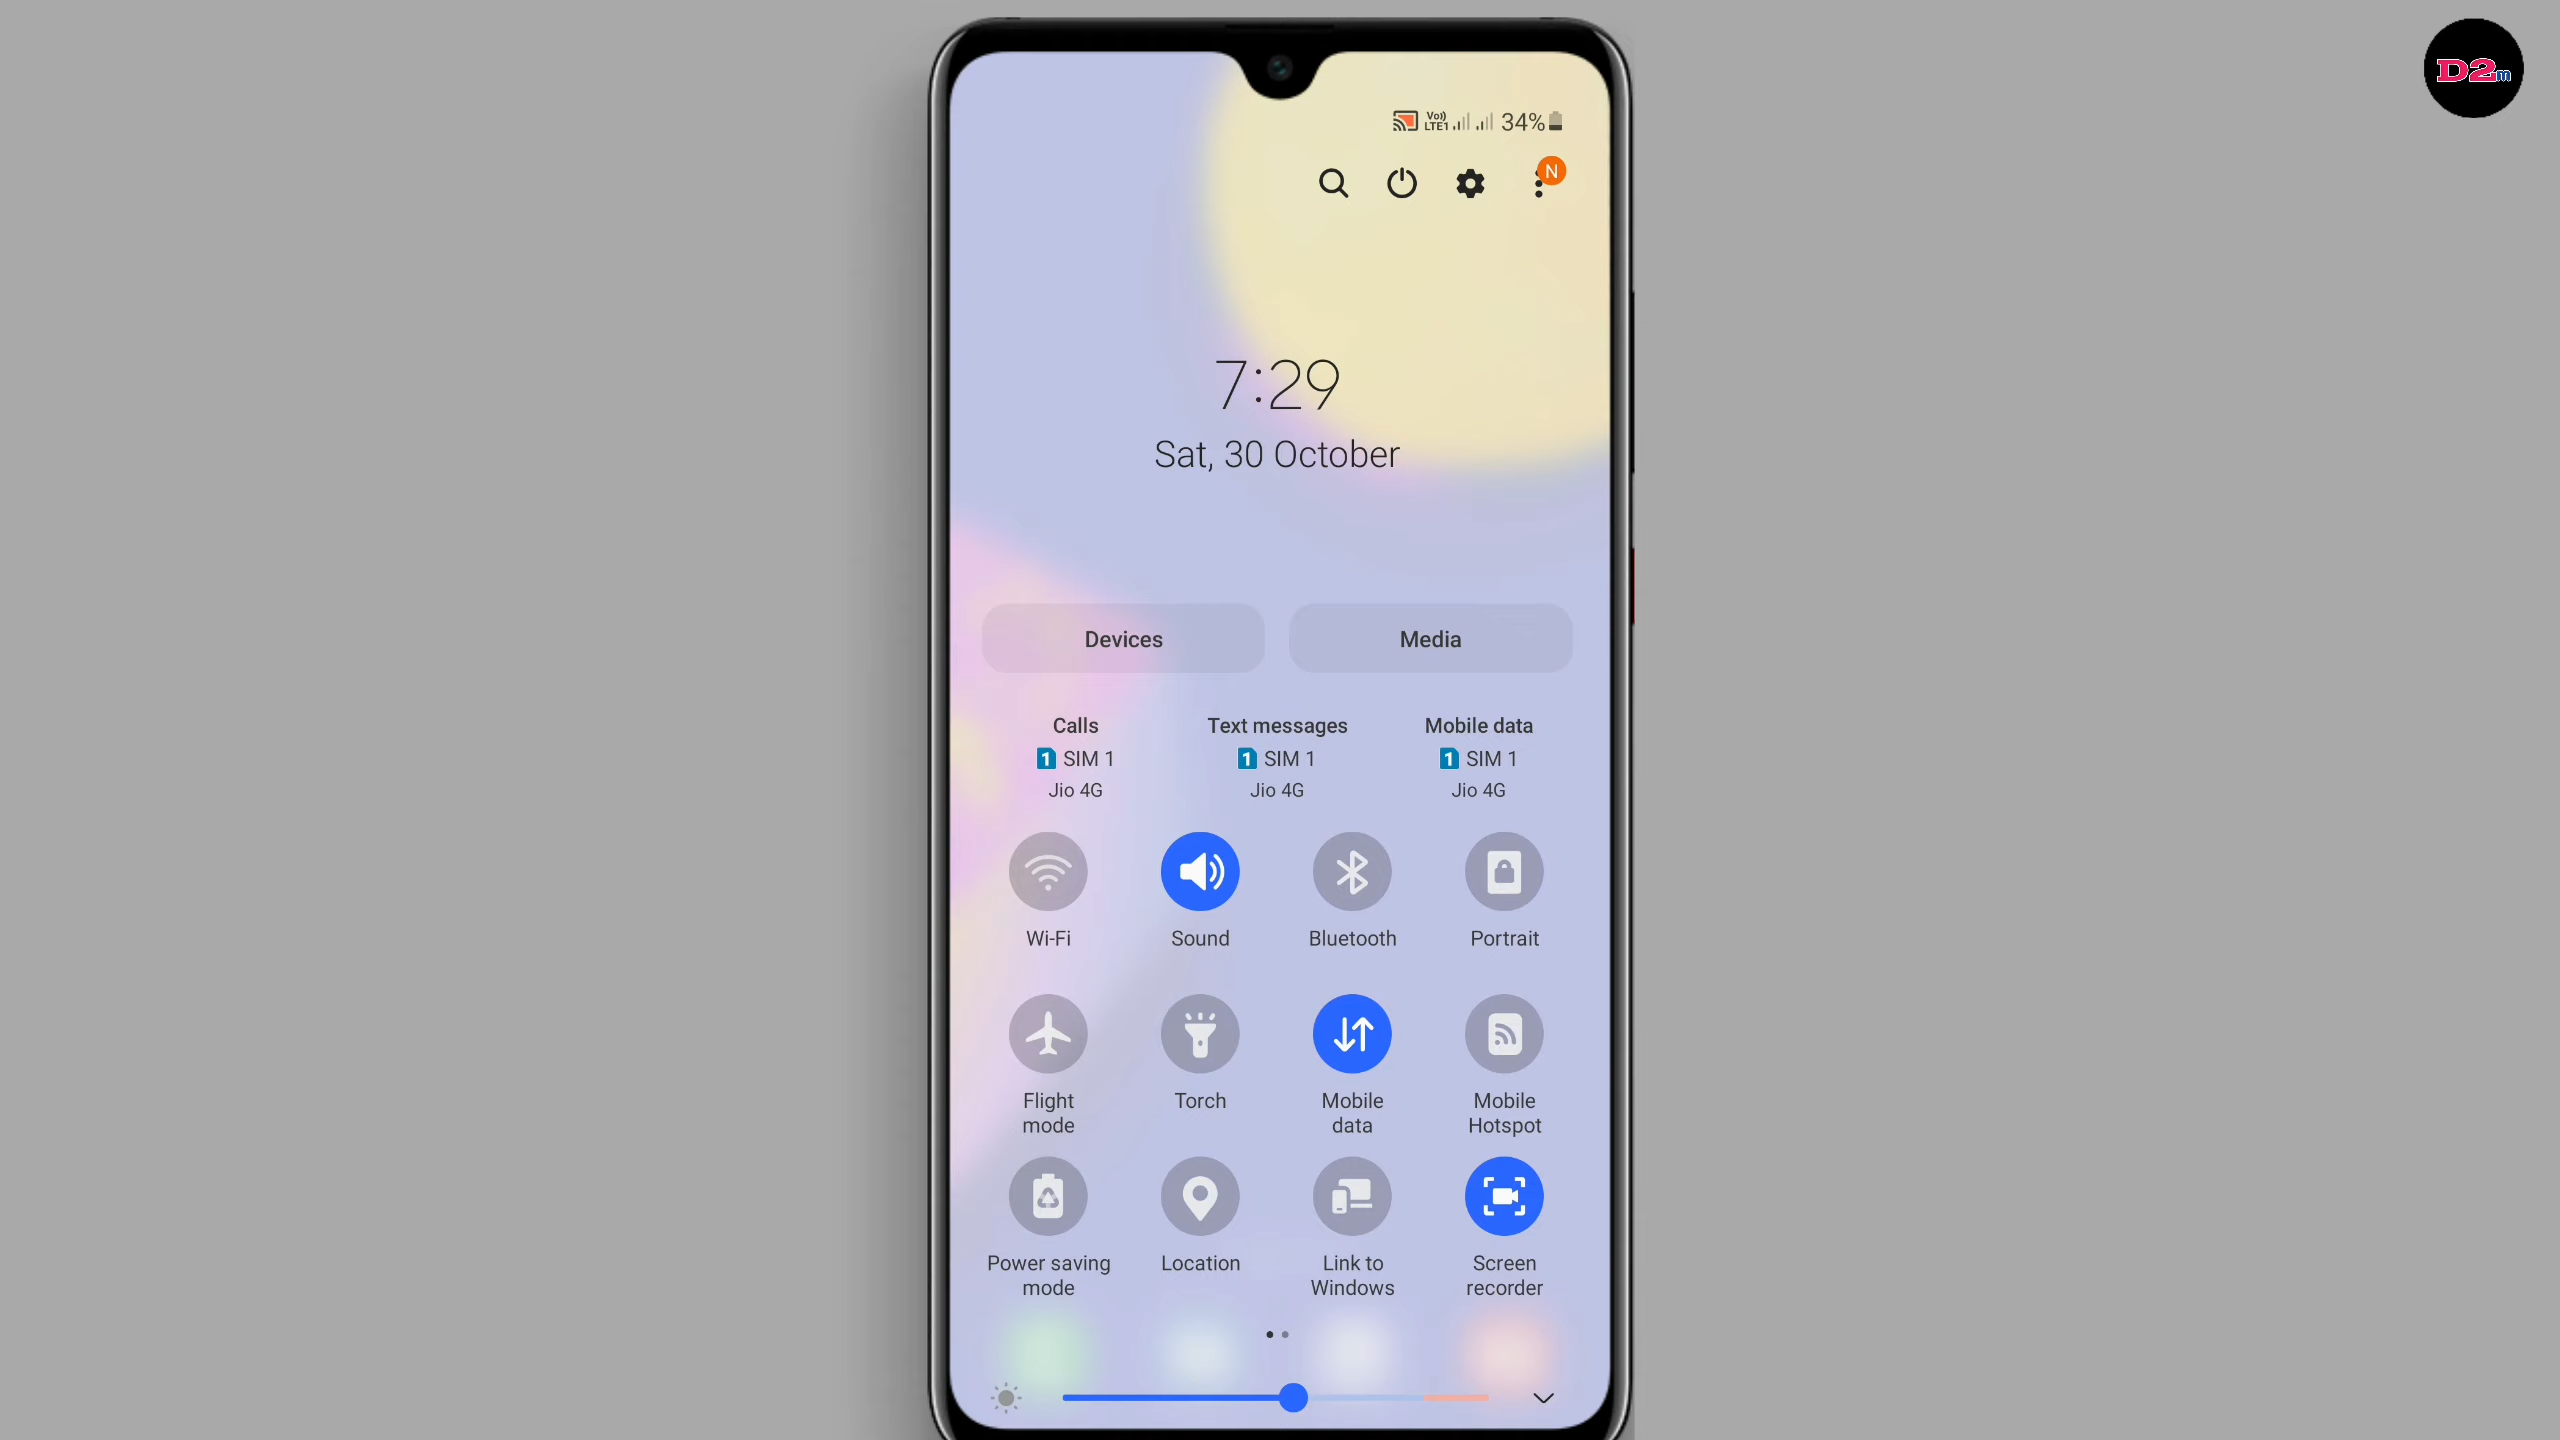 D2m
Vo))
LTE1
34%
N
7:29
Sat, 30 October
Devices
Media
Calls
Text messages
Mobile data
1 SIM 1
1 SIM 1
1 SIM 1
Jio 4G
Jio 4G
Jio 4G
Wi-Fi
Sound
Bluetooth
Portrait
Flight
mode
Torch
Mobile
data
Mobile
Hotspot
Power saving
mode
Location
Link to
Windows
Screen
recorder